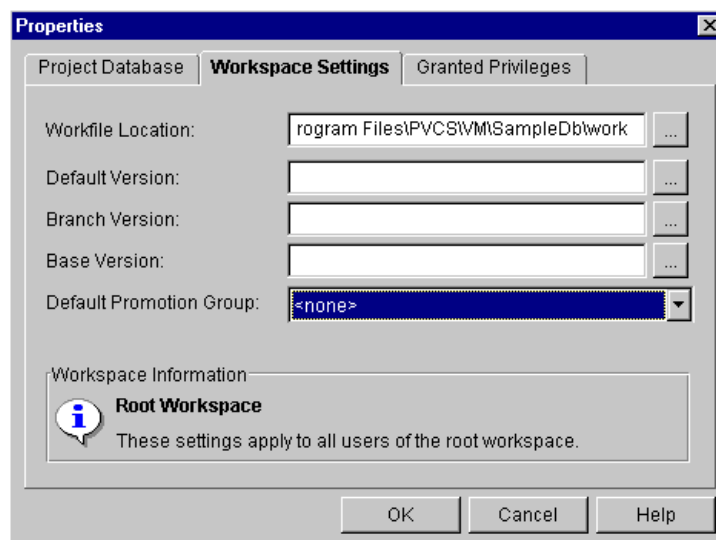 Properties
Project Database Workspace Settings Granted Privileges
Workfile Location: rogram Files\PVCS\VM\SampleDb\work ...
Default Version: ...
Branch Version: ...
Base Version: ...
Default Promotion Group: <none>
Workspace Information
Root Workspace
These settings apply to all users of the root workspace.
OK Cancel Help